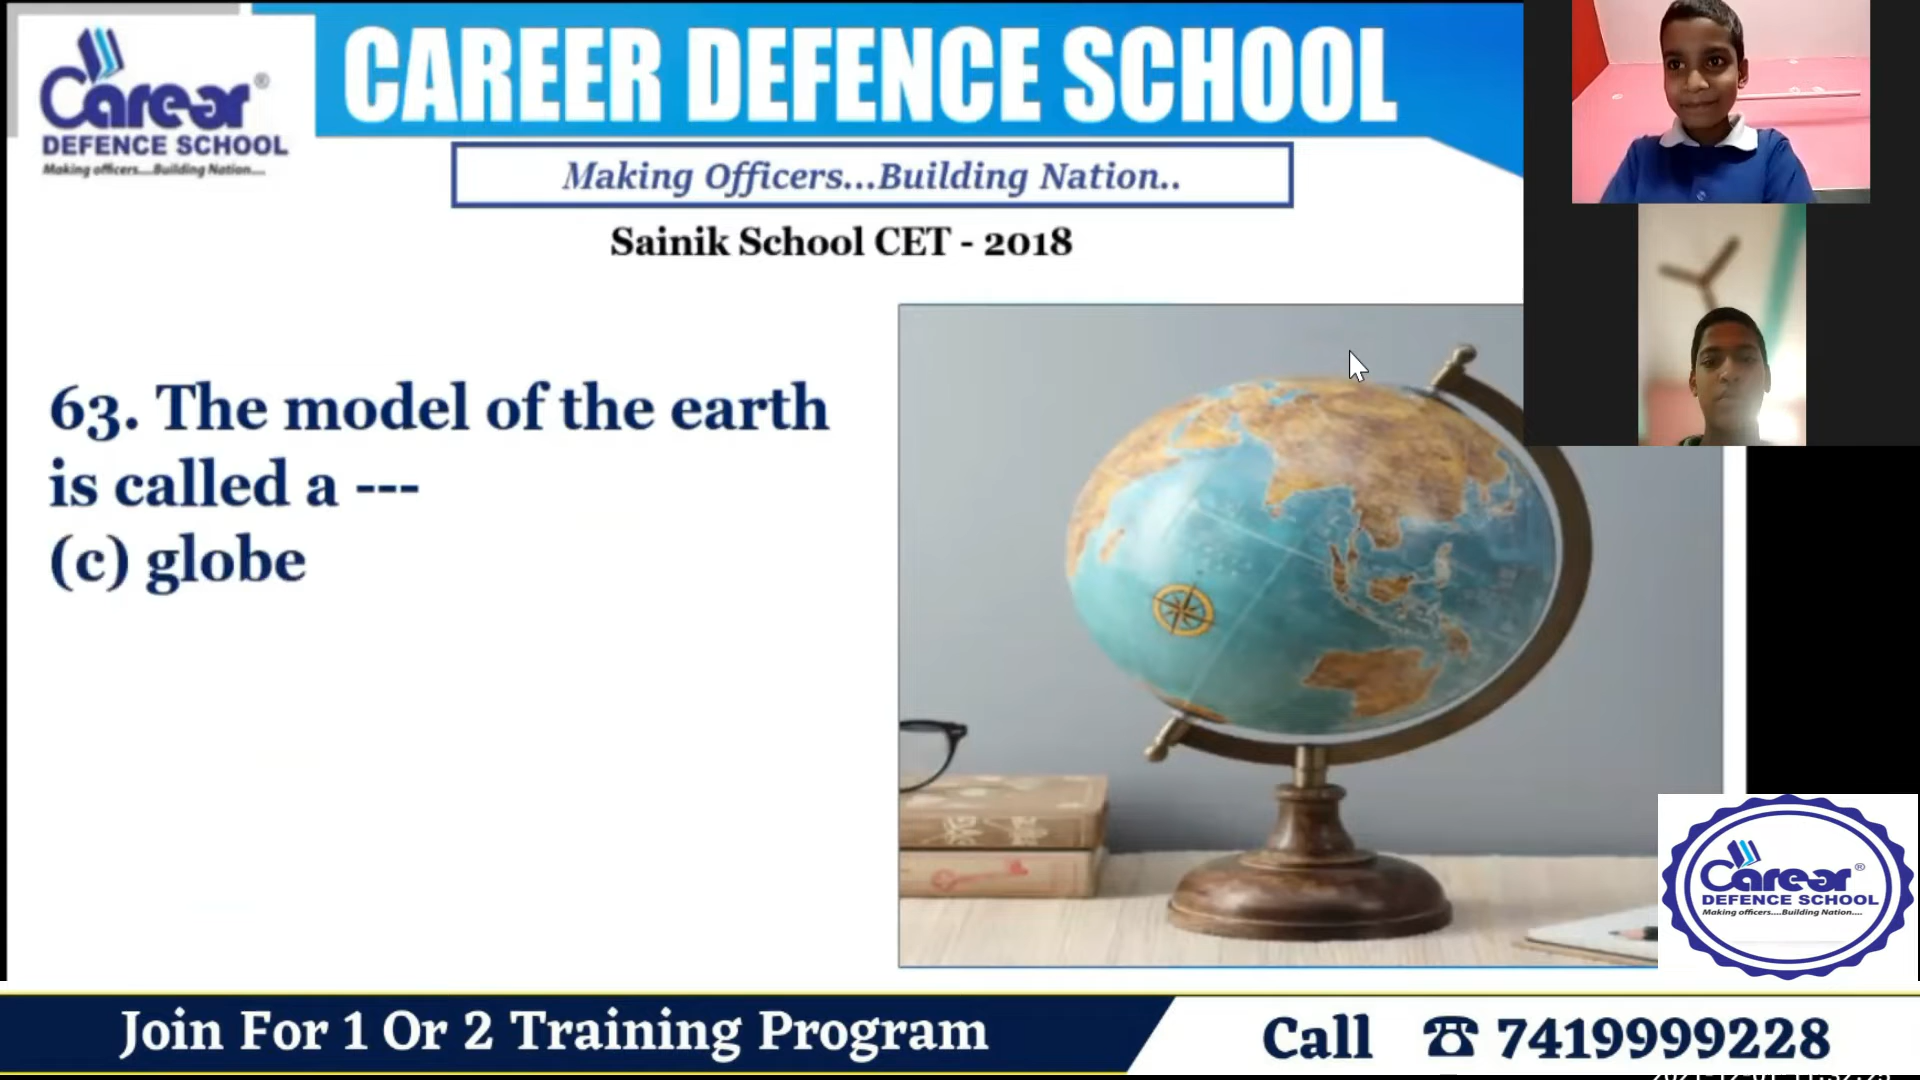 Career
®
DEFENCE SCHOOL
Making officers....Building Nation....
CAREER DEFENCE SCHOOL
Making Officers...Building Nation..
Sainik School CET - 2018
63. The model of the earth
is called a ---
(c) globe
Career
®
DEFENCE SCHOOL
Making officers....Building Nation....
Join For 1 Or 2 Training Program
Call ☎ 7419999228